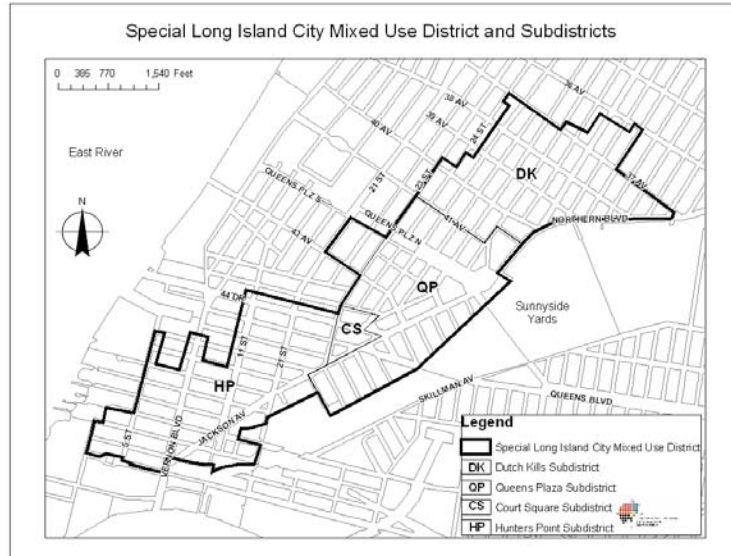 Special Long Island City Mixed Use District and Subdistricts
0 385 770 1,540 Feet
East River
N
36 AV
38 AV
39 AV
40 AV
24 ST
23 ST
21 ST
DK
37 AV
QUEENS PLZ S
QUEENS PLZ N
41 AV
NORTHERN BLVD
42 AV
QP
Sunnyside
Yards
44 DR
CS
11 ST
21 ST
HP
SKILLMAN AV
QUEENS BLVD
JACKSON AV
5 ST
VERNON BLVD
Legend
Special Long Island City Mixed Use District
DK Dutch Kills Subdistrict
QP Queens Plaza Subdistrict
CS Court Square Subdistrict
HP Hunters Point Subdistrict